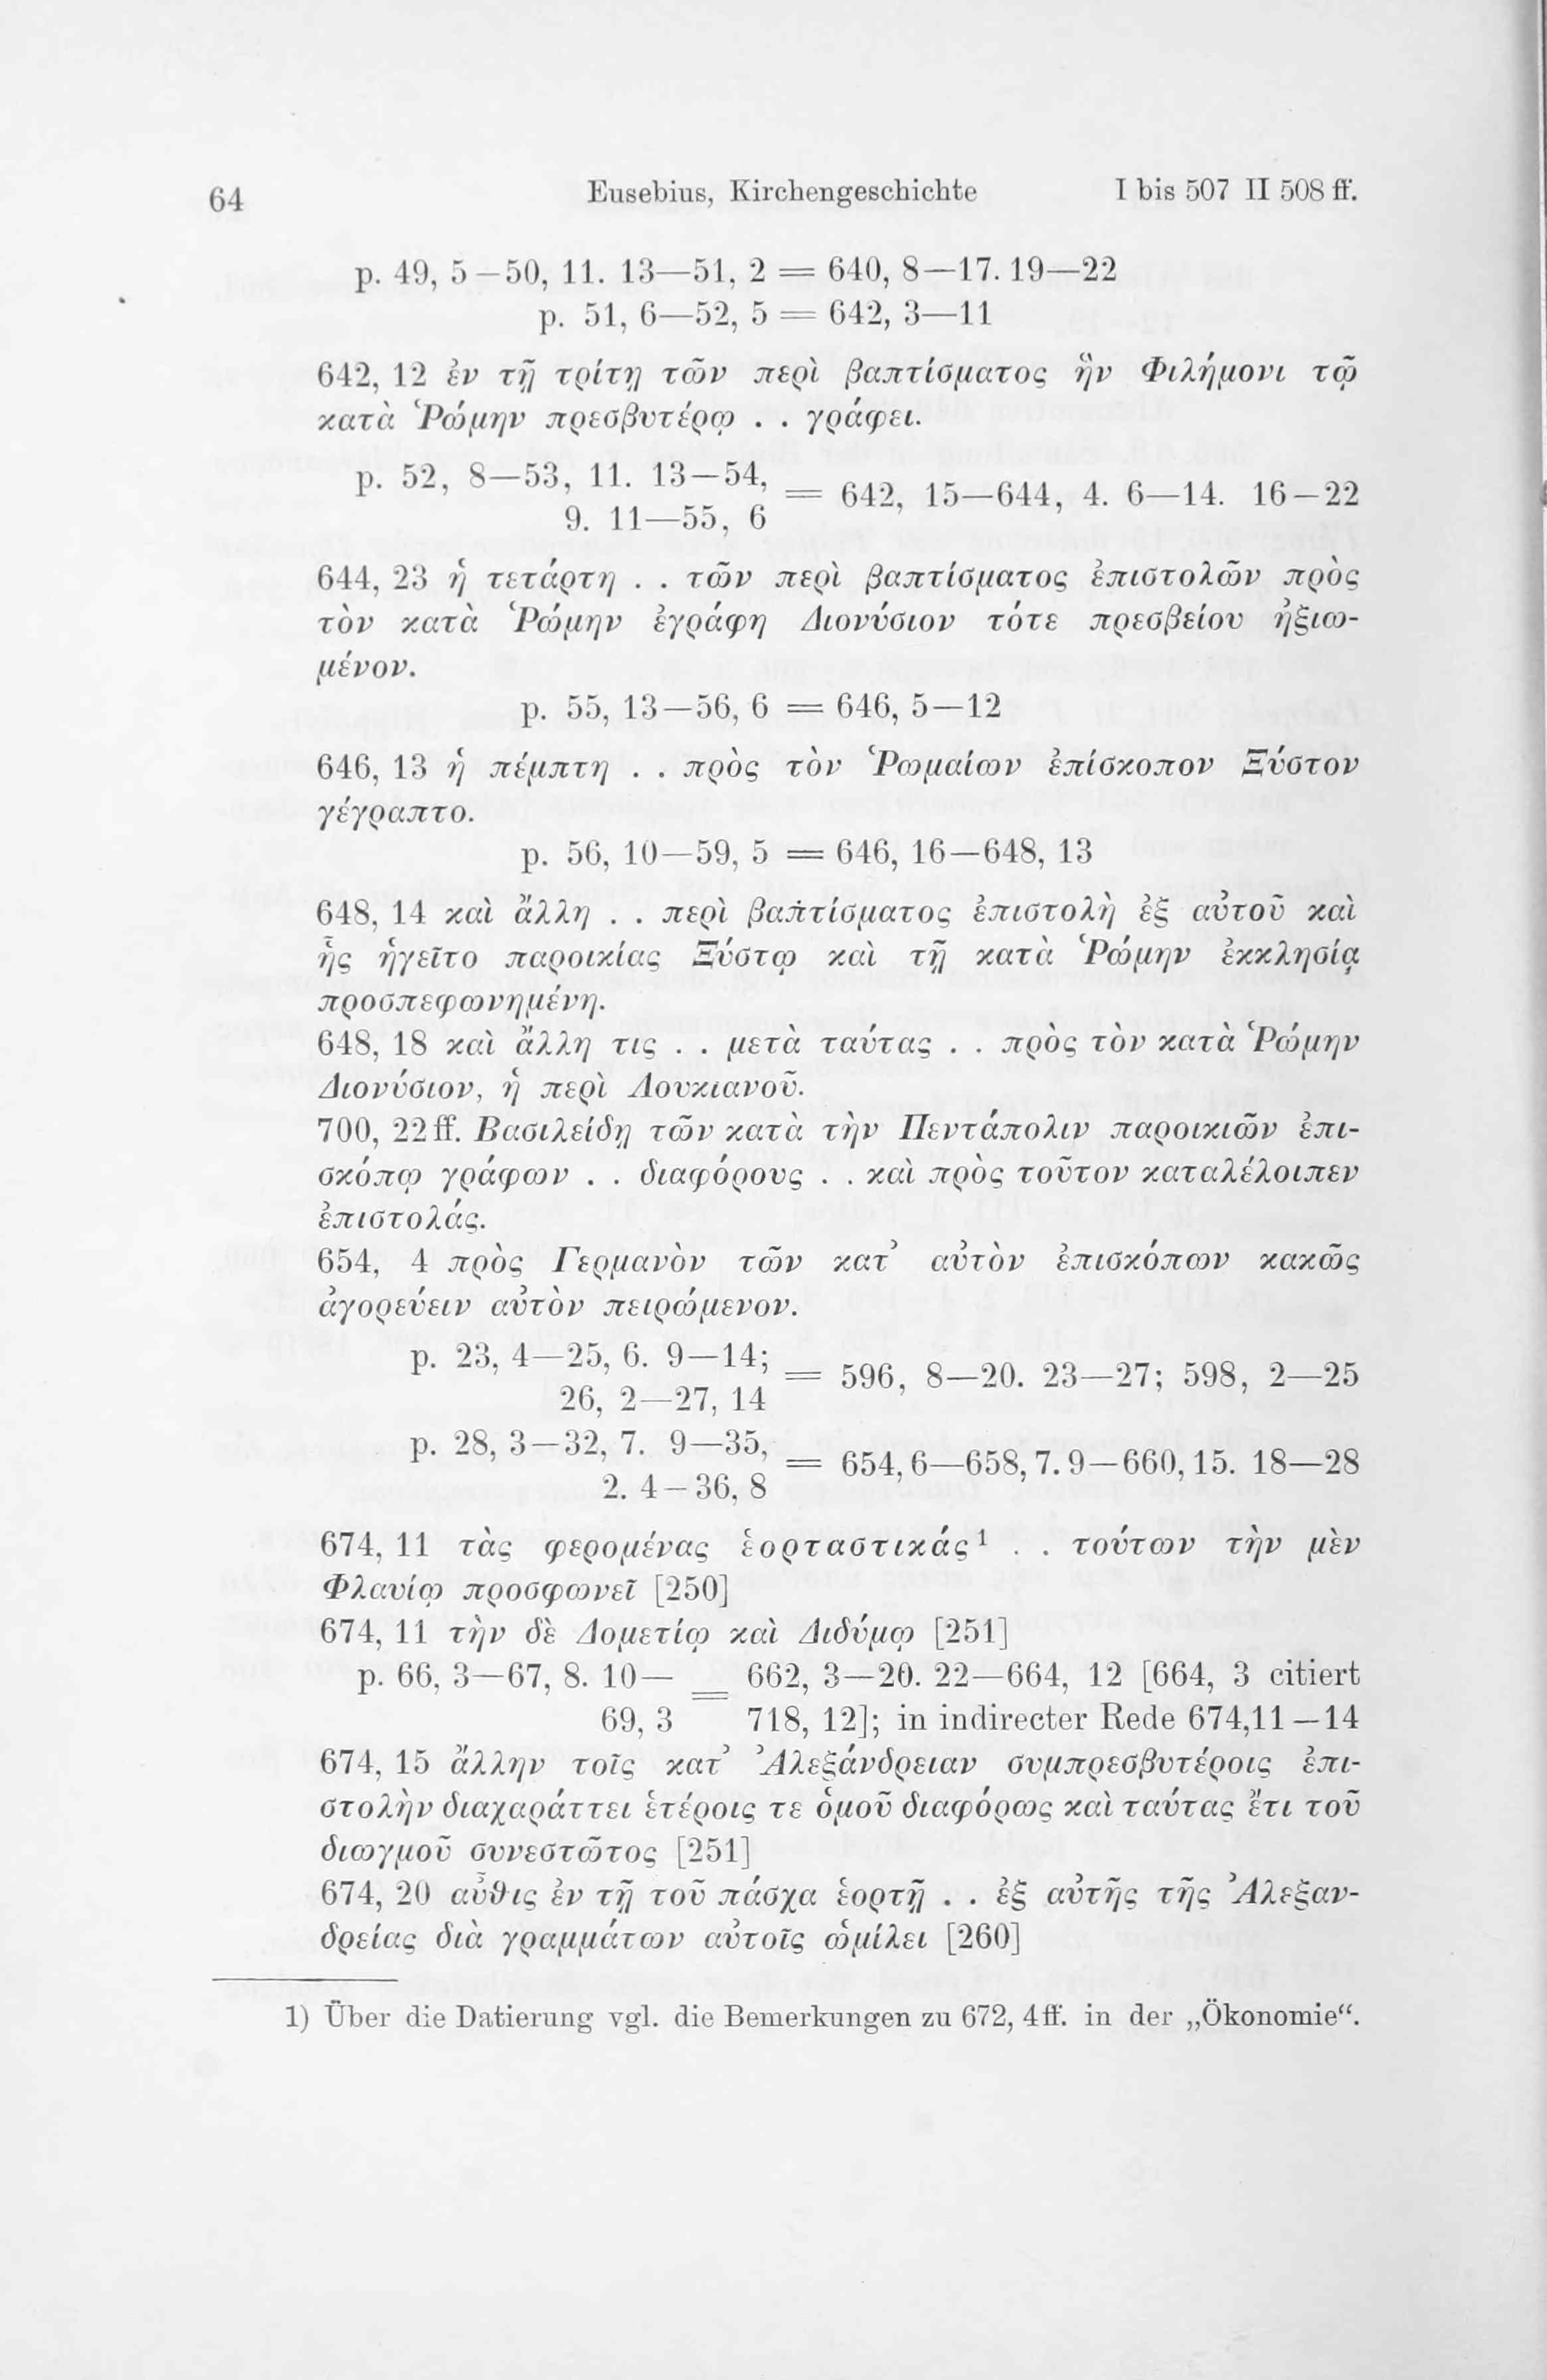 64 Eusebius, Kirchengeschichte I bis 507 II 508 ff.
p. 49, 5—50, 11. 13—51, 2 = 640, 8—17. 19—22
p. 51, 6—52, 5 = 642, 3—11
642, 12 ἐν τῇ τρίτῃ τῶν περὶ βαπτίσματος ἣν Φιλήμονι τῷ
κατὰ Ῥώμην πρεσβυτέρῳ . . γράφει.
p. 52, 8—53, 11. 13—54,
9. 11—55, 6 = 642, 15—644, 4. 6—14. 16—22
644, 23 ἡ τετάρτη . . τῶν περὶ βαπτίσματος ἐπιστολῶν πρὸς
τὸν κατὰ Ῥώμην ἐγράφη Διονύσιον τότε πρεσβείου ἠξιω-
μένον.
p. 55, 13—56, 6 = 646, 5—12
646, 13 ἡ πέμπτη . . πρὸς τὸν Ῥωμαίων ἐπίσκοπον Ξύστον
γέγραπτο.
p. 56, 10—59, 5 = 646, 16—648, 13
648, 14 καὶ ἄλλη . . περὶ βαπτίσματος ἐπιστολὴ ἐξ αὐτοῦ καὶ
ἧς ἡγεῖτο παροικίας Ξύστῳ καὶ τῇ κατὰ Ῥώμην ἐκκλησίᾳ
προσπεφωνημένη.
648, 18 καὶ ἄλλη τις . . μετὰ ταύτας . . πρὸς τὸν κατὰ Ῥώμην
Διονύσιον, ἡ περὶ Λουκιανοῦ.
700, 22 ff. Βασιλείδῃ τῶν κατὰ τὴν Πεντάπολιν παροικιῶν ἐπι-
σκόπῳ γράφων . . διαφόρους . . καὶ πρὸς τοῦτον καταλέλοιπεν
ἐπιστολάς.
654, 4 πρὸς Γερμανὸν τῶν κατ᾽ αὐτὸν ἐπισκόπων κακῶς
ἀγορεύειν αὐτὸν πειρώμενον.
p. 23, 4—25, 6. 9—14;
26, 2—27, 14 = 596, 8—20. 23—27; 598, 2—25
p. 28, 3—32, 7. 9—35,
2. 4—36, 8 = 654, 6—658, 7. 9—660, 15. 18—28
674, 11 τὰς φερομένας ἑορταστικάς¹ . . τούτων τὴν μὲν
Φλαυίῳ προσφωνεῖ [250]
674, 11 τὴν δὲ Δομετίῳ καὶ Διδύμῳ [251]
p. 66, 3—67, 8. 10— = 662, 3—20. 22—664, 12 [664, 3 citiert
69, 3 718, 12]; in indirecter Rede 674,11—14
674, 15 ἄλλην τοῖς κατ᾽ Ἀλεξάνδρειαν συμπρεσβυτέροις ἐπι-
στολὴν διαχαράττει ἑτέροις τε ὁμοῦ διαφόρως καὶ ταύτας ἔτι τοῦ
διωγμοῦ συνεστῶτος [251]
674, 20 αὖθις ἐν τῇ τοῦ πάσχα ἑορτῇ . . ἐξ αὐτῆς τῆς Ἀλεξαν-
δρείας διὰ γραμμάτων αὐτοῖς ὡμίλει [260]
1) Über die Datierung vgl. die Bemerkungen zu 672, 4 ff. in der „Ökonomie“.